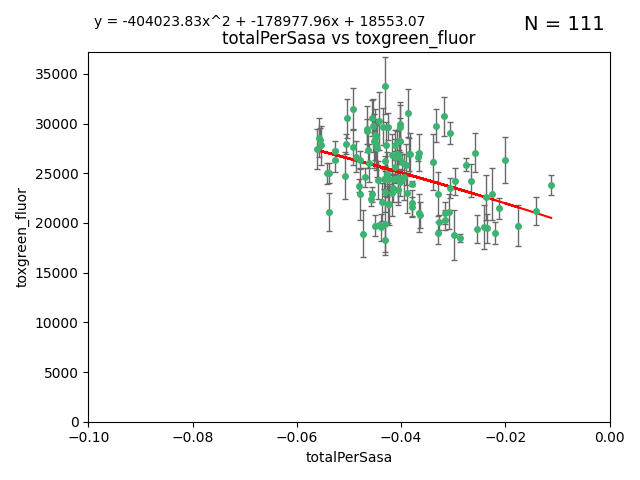 y = -404023.83x^2 + -178977.96x + 18553.07
N = 111
totalPerSasa vs toxgreen_fluor
toxgreen_fluor
35000
30000
25000
20000
15000
10000
5000
0
−0.10 −0.08 −0.06 −0.04 −0.02 0.00
totalPerSasa